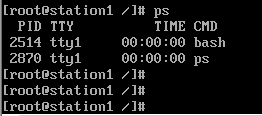 [root@station1 /]# ps
  PID TTY          TIME CMD
 2514 tty1     00:00:00 bash
 2870 tty1     00:00:00 ps
[root@station1 /]#
[root@station1 /]#
[root@station1 /]#